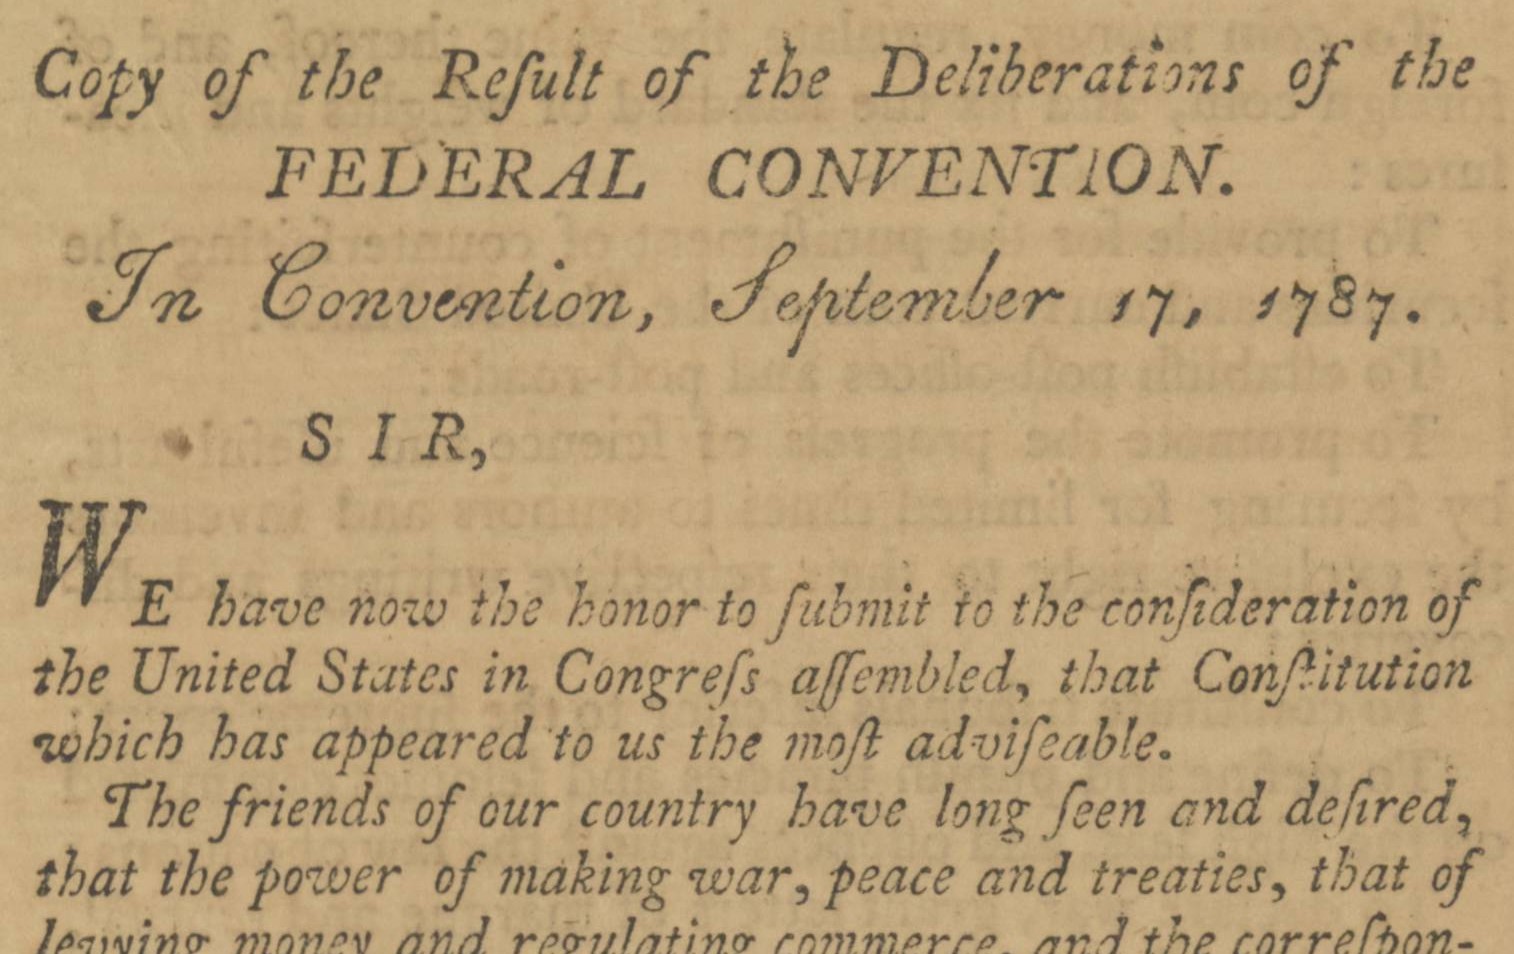 Copy of the Reſult of the Deliberations of the
FEDERAL CONVENTION.
In Convention, September 17, 1787.
SIR,
WE have now the honor to ſubmit to the conſideration of
the United States in Congreſs aſſembled, that Conſtitution
which has appeared to us the moſt adviſeable.
The friends of our country have long ſeen and deſired,
that the power of making war, peace and treaties, that of
levying money and regulating commerce, and the correſpon-